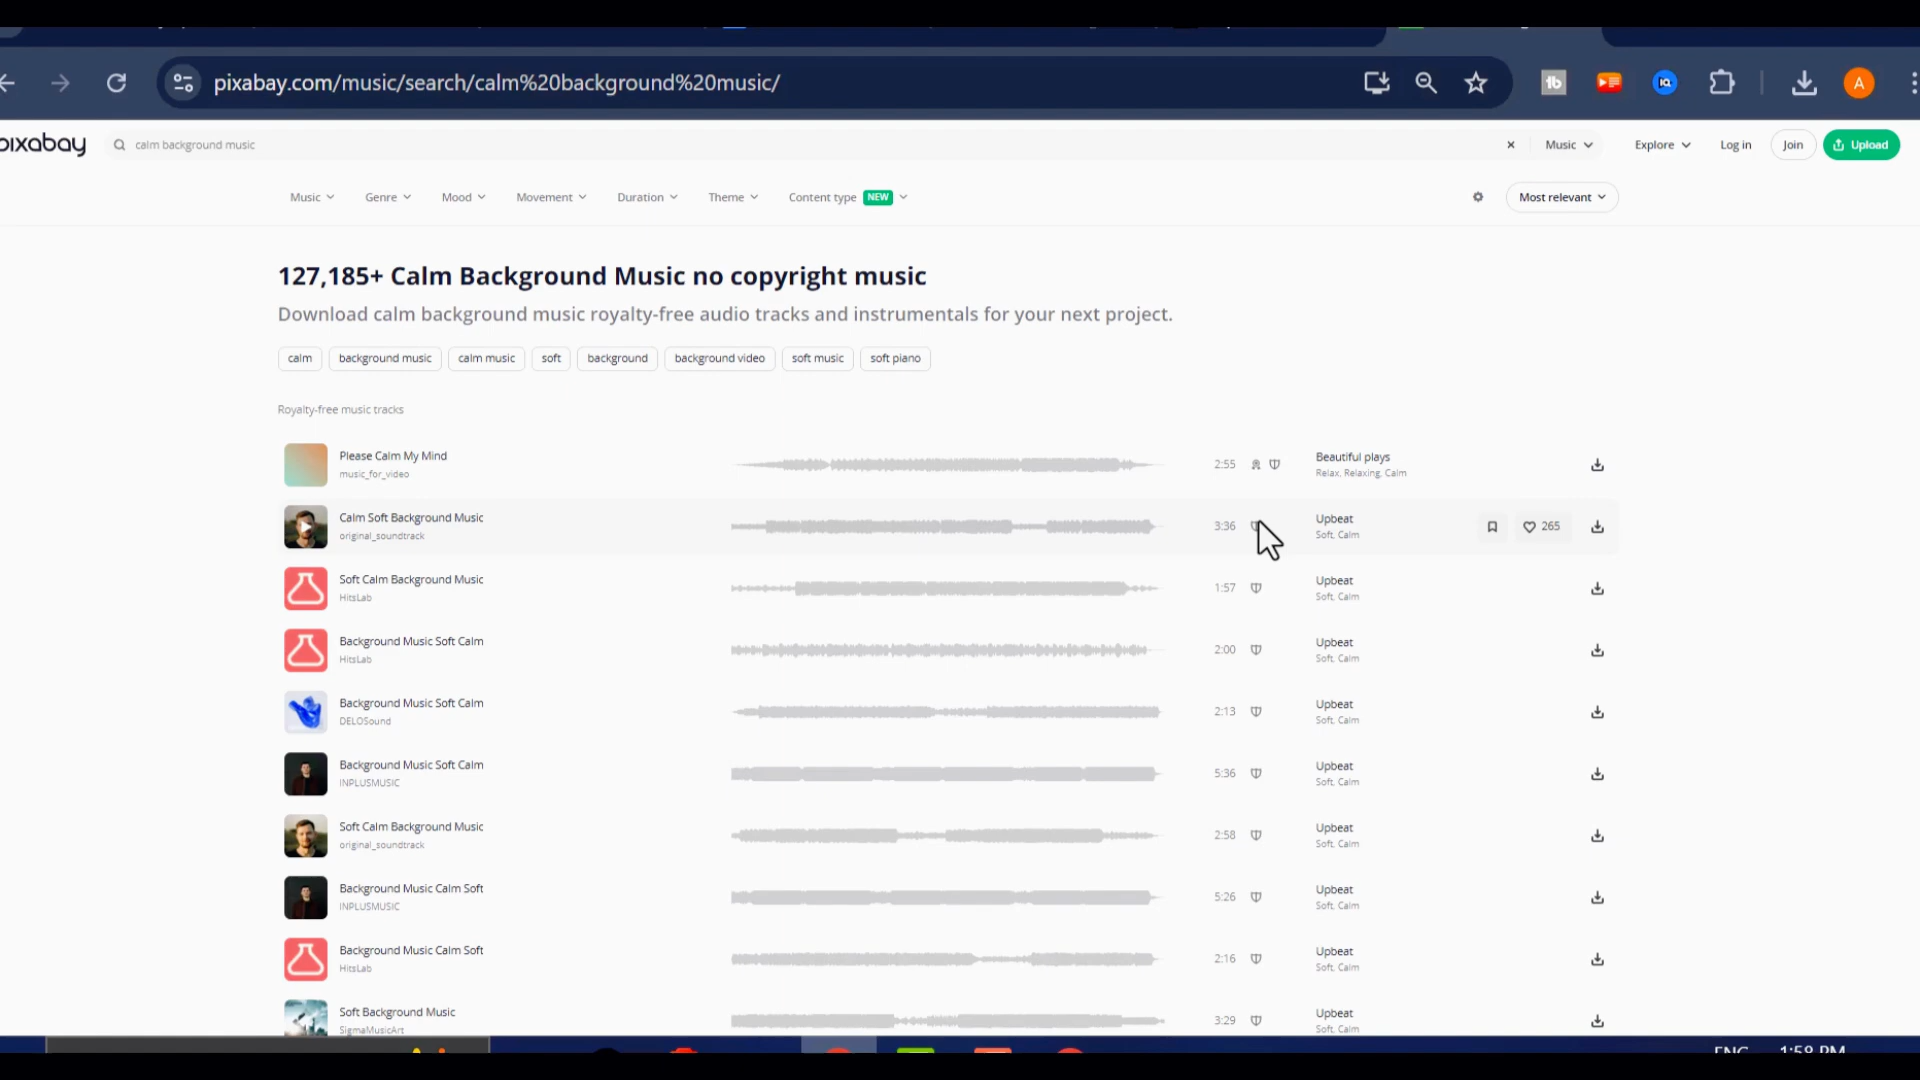 pixabay.com/music/search/calm%20background%20music/
tb
IQ
A
pixabay
calm background music
Music
Explore
Log in
Join
Upload
Music
Genre
Mood
Movement
Duration
Theme
Content type NEW
Most relevant
127,185+ Calm Background Music no copyright music
Download calm background music royalty-free audio tracks and instrumentals for your next project.
calm
background music
calm music
soft
background
background video
soft music
soft piano
Royalty-free music tracks
Please Calm My Mind
music_for_video
2:55
Beautiful plays
Relax, Relaxing, Calm
Calm Soft Background Music
original_soundtrack
3:36
Upbeat
Soft, Calm
265
Soft Calm Background Music
HitsLab
1:57
Upbeat
Soft, Calm
Background Music Soft Calm
HitsLab
2:00
Upbeat
Soft, Calm
Background Music Soft Calm
DELOSound
2:13
Upbeat
Soft, Calm
Background Music Soft Calm
INPLUSMUSIC
5:36
Upbeat
Soft, Calm
Soft Calm Background Music
original_soundtrack
2:58
Upbeat
Soft, Calm
Background Music Calm Soft
INPLUSMUSIC
5:26
Upbeat
Soft, Calm
Background Music Calm Soft
HitsLab
2:16
Upbeat
Soft, Calm
Soft Background Music
SigmaMusicArt
3:29
Upbeat
Soft, Calm
ENG
1:58 PM